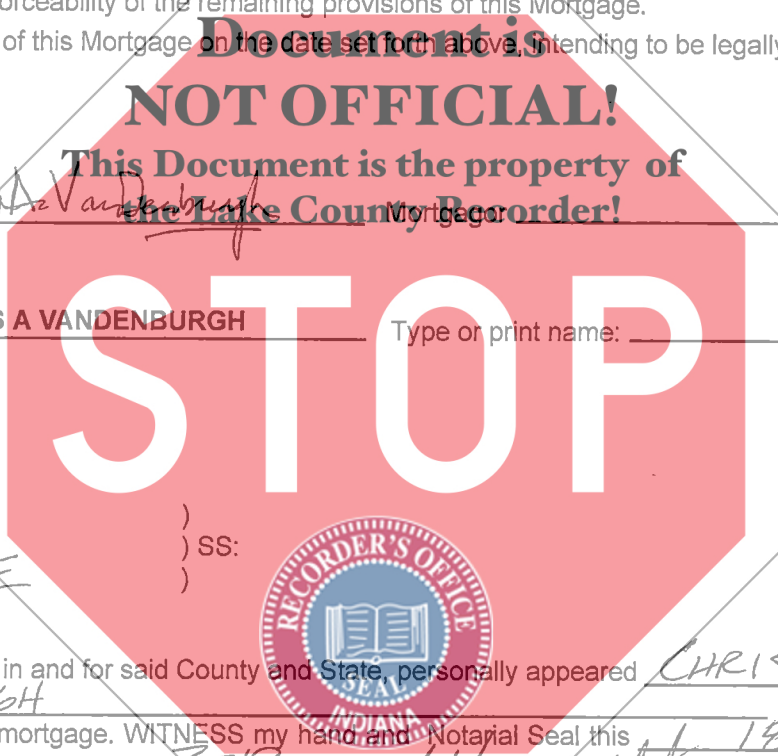 orceability of the remaining provisions of this Mortgage.
of this Mortgage on the date set forth above, intending to be legally
Document is
NOT OFFICIAL!
This Document is the property of
the Lake County Recorder!
A. Vandenburgh Mortgagor
S A VANDENBURGH Type or print name:
STOP
)
) SS:
)
RECORDER'S OFFICE
SEAL
INDIANA
in and for said County and State, personally appeared CHRIS
GH
mortgage. WITNESS my hand and Notarial Seal this